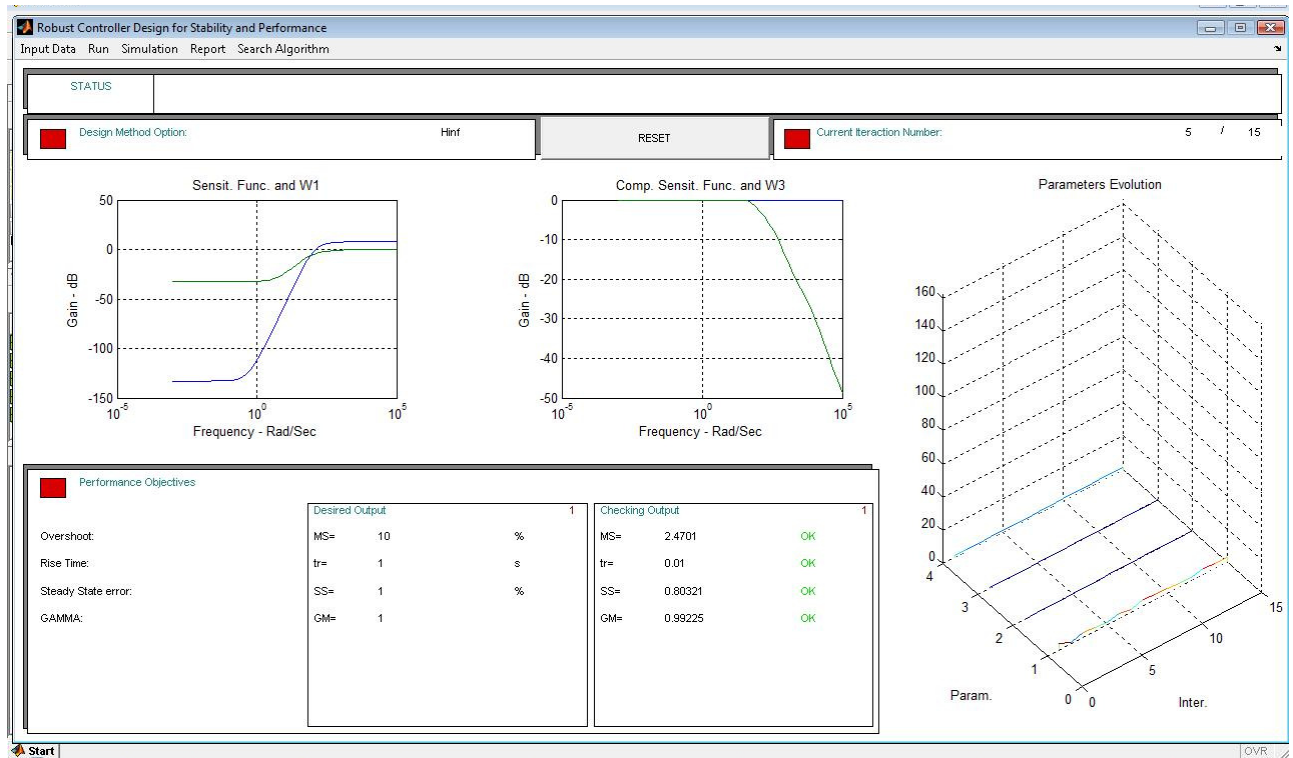 Robust Controller Design for Stability and Performance
Input Data Run Simulation Report Search Algorithm
STATUS
Design Method Option: Hinf
RESET
Current Iteraction Number: 5 / 15
Sensit. Func. and W1
50
0
-50
-100
-150
Gain - dB
10^-5 10^0 10^5
Frequency - Rad/Sec
Comp. Sensit. Func. and W3
0
-10
-20
-30
-40
-50
Gain - dB
10^-5 10^0 10^5
Frequency - Rad/Sec
Parameters Evolution
160
140
120
100
80
60
40
20
0
4
3
2
1
0
0
5
10
15
Param.
Inter.
Performance Objectives
Desired Output 1
Checking Output 1
Overshoot: MS= 10 % MS= 2.4701 OK
Rise Time: tr= 1 s tr= 0.01 OK
Steady State error: SS= 1 % SS= 0.80321 OK
GAMMA: GM= 1 GM= 0.99225 OK
Start
OVR